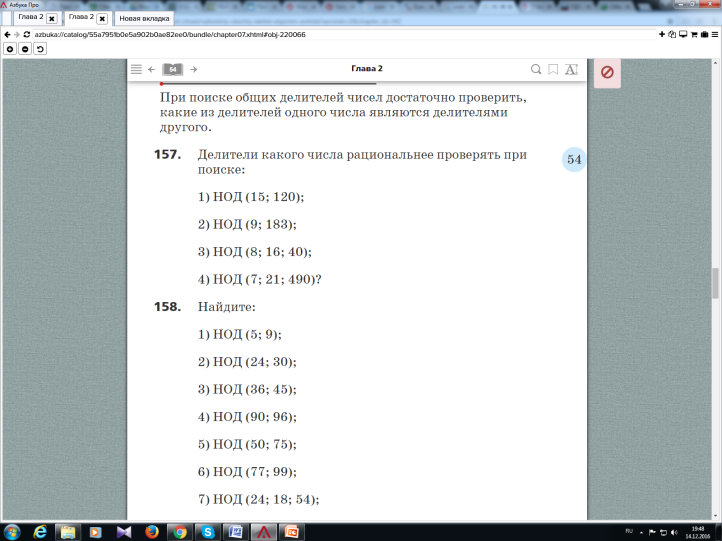 Азбука Про
Глава 2
Глава 2
Новая вкладка
azbuka://catalog/55a7951b0e5a902b0ae82ee0/bundle/chapter07.xhtml#obj-220066
54
Глава 2
При поиске общих делителей чисел достаточно проверить,
какие из делителей одного числа являются делителями
другого.
157. Делители какого числа рациональнее проверять при
поиске:
54
1) НОД (15; 120);
2) НОД (9; 183);
3) НОД (8; 16; 40);
4) НОД (7; 21; 490)?
158. Найдите:
1) НОД (5; 9);
2) НОД (24; 30);
3) НОД (36; 45);
4) НОД (90; 96);
5) НОД (50; 75);
6) НОД (77; 99);
7) НОД (24; 18; 54);
RU
19:48
14.12.2016